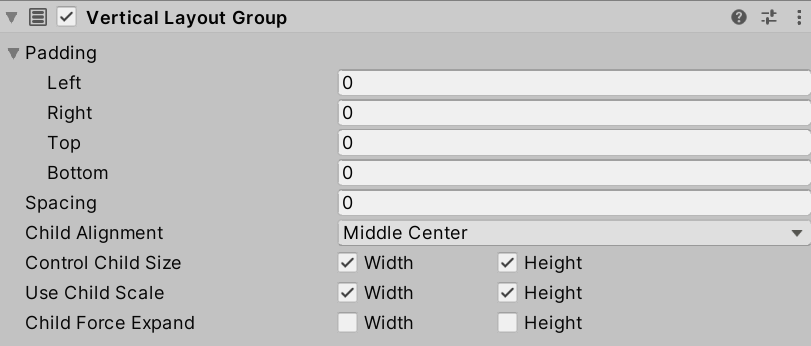 Vertical Layout Group
Padding
Left 0
Right 0
Top 0
Bottom 0
Spacing 0
Child Alignment Middle Center
Control Child Size Width Height
Use Child Scale Width Height
Child Force Expand Width Height